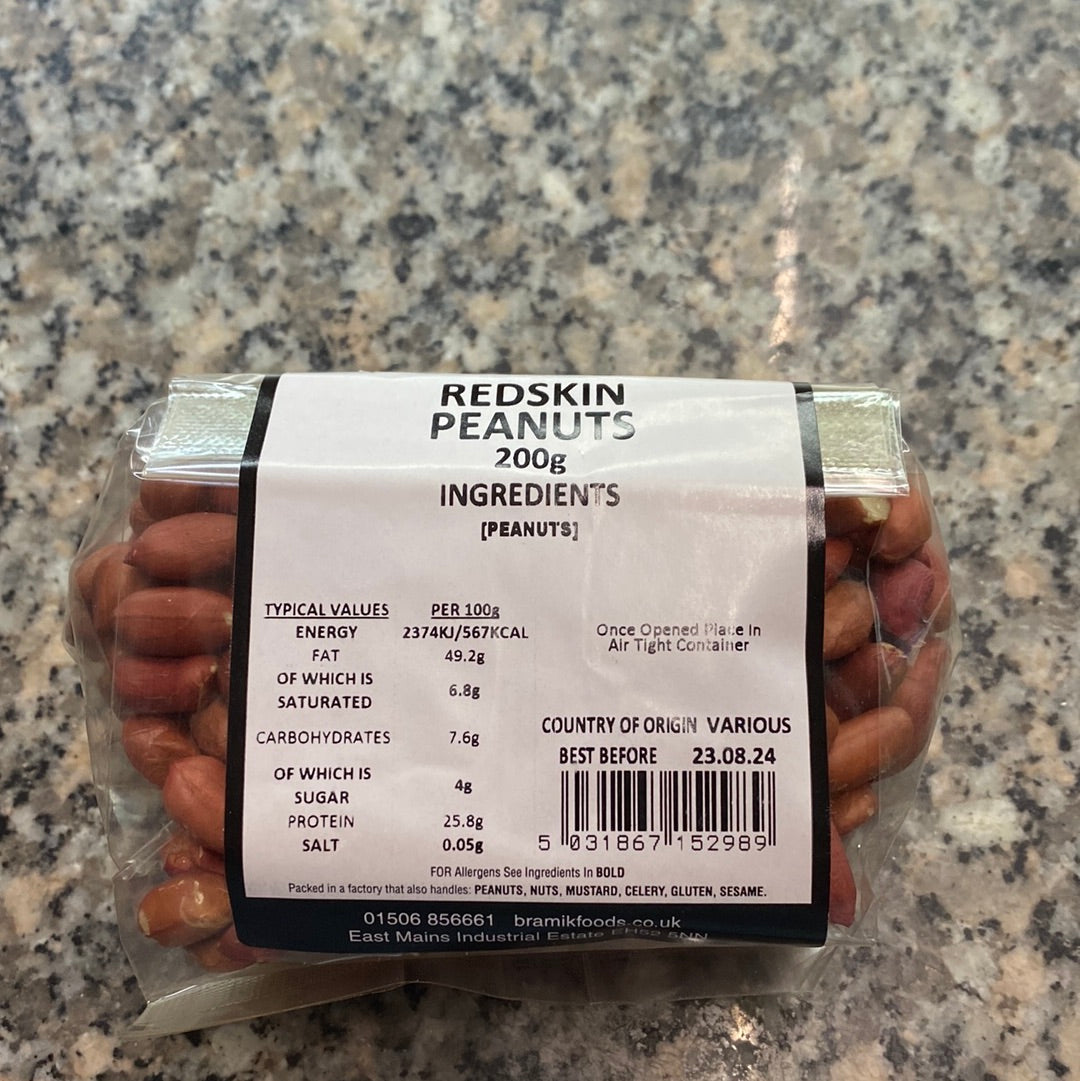 REDSKIN
PEANUTS
200g
INGREDIENTS
[PEANUTS]
TYPICAL VALUES PER 100g
ENERGY 2374KJ/567KCAL
FAT 49.2g
OF WHICH IS
SATURATED 6.8g
CARBOHYDRATES 7.6g
OF WHICH IS
SUGAR 4g
PROTEIN 25.8g
SALT 0.05g
Once Opened Place In
Air Tight Container
COUNTRY OF ORIGIN VARIOUS
BEST BEFORE 23.08.24
5 031867 152989
FOR Allergens See Ingredients In BOLD
Packed in a factory that also handles: PEANUTS, NUTS, MUSTARD, CELERY, GLUTEN, SESAME.
01506 856661 bramikfoods.co.uk
East Mains Industrial Estate EH52 5NN